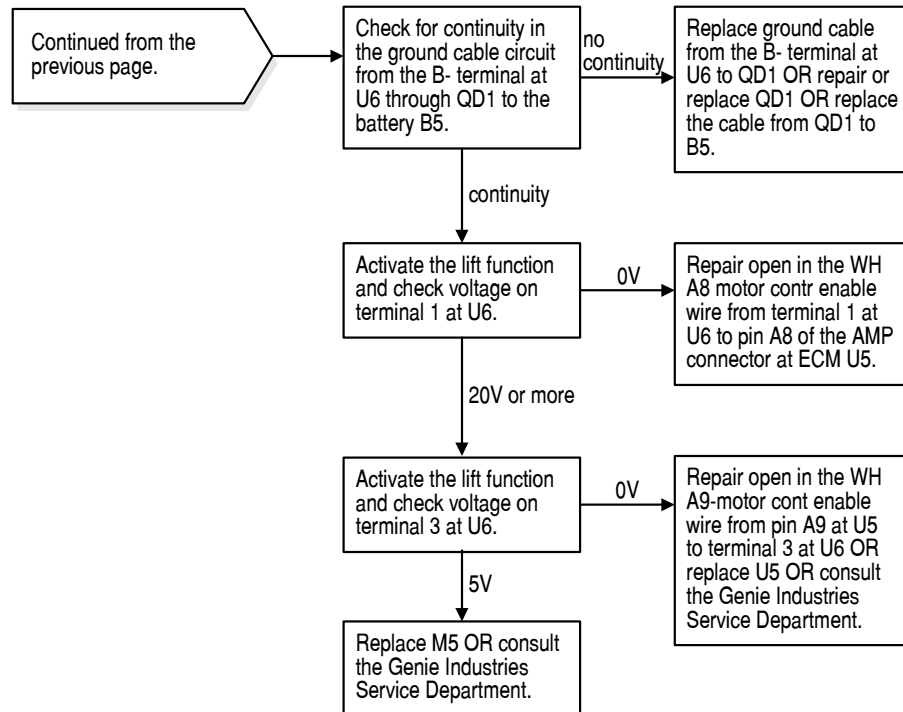 Continued from the
previous page.
Check for continuity in
the ground cable circuit
from the B- terminal at
U6 through QD1 to the
battery B5.
no
continuity
Replace ground cable
from the B- terminal at
U6 to QD1 OR repair or
replace QD1 OR replace
the cable from QD1 to
B5.
continuity
Activate the lift function
and check voltage on
terminal 1 at U6.
0V
Repair open in the WH
A8 motor contr enable
wire from terminal 1 at
U6 to pin A8 of the AMP
connector at ECM U5.
20V or more
Activate the lift function
and check voltage on
terminal 3 at U6.
0V
Repair open in the WH
A9-motor cont enable
wire from pin A9 at U5
to terminal 3 at U6 OR
replace U5 OR consult
the Genie Industries
Service Department.
5V
Replace M5 OR consult
the Genie Industries
Service Department.